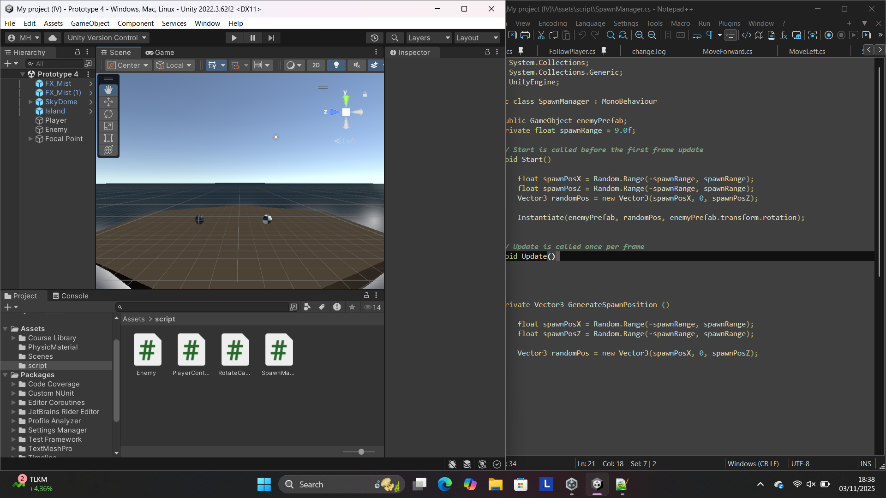 My project (IV) - Prototype 4 - Windows, Mac, Linux - Unity 2022.3.62f2 <DX11>
File Edit Assets GameObject Component Services Window Help
MH Unity Version Control Layers Layout
Hierarchy
All
Prototype 4
FX_Mist
FX_Mist (1)
SkyDome
Island
Player
Enemy
Focal Point
Scene Game
Center Local 2D
y
z
Inspector
Project Console
14
Assets
Course Library
PhysicMaterial
Scenes
script
Packages
Code Coverage
Custom NUnit
Editor Coroutines
JetBrains Rider Editor
Profile Analyzer
Settings Manager
Test Framework
TextMeshPro
Timeline
Assets > script
Enemy PlayerCont... RotateCa... SpawnMa...
My project (IV)\Assets\script\SpawnManager.cs - Notepad++
View Encoding Language Settings Tools Macro Run Plugins Window ?
cs FollowPlayer.cs change.log MoveForward.cs MoveLeft.cs
System.Collections;
System.Collections.Generic;
UnityEngine;
c class SpawnManager : MonoBehaviour
ublic GameObject enemyPrefab;
rivate float spawnRange = 9.0f;
/ Start is called before the first frame update
oid Start()
float spawnPosX = Random.Range(-spawnRange, spawnRange);
float spawnPosZ = Random.Range(-spawnRange, spawnRange);
Vector3 randomPos = new Vector3(spawnPosX, 0, spawnPosZ);
Instantiate(enemyPrefab, randomPos, enemyPrefab.transform.rotation);
/ Update is called once per frame
oid Update()
rivate Vector3 GenerateSpawnPosition ()
float spawnPosX = Random.Range(-spawnRange, spawnRange);
float spawnPosZ = Random.Range(-spawnRange, spawnRange);
Vector3 randomPos = new Vector3(spawnPosX, 0, spawnPosZ);
: 34 Ln: 21 Col: 18 Sel: 7 | 2 Windows (CR LF) UTF-8 INS
2
TLKM
+4,36%
Search
18:38
03/11/2025